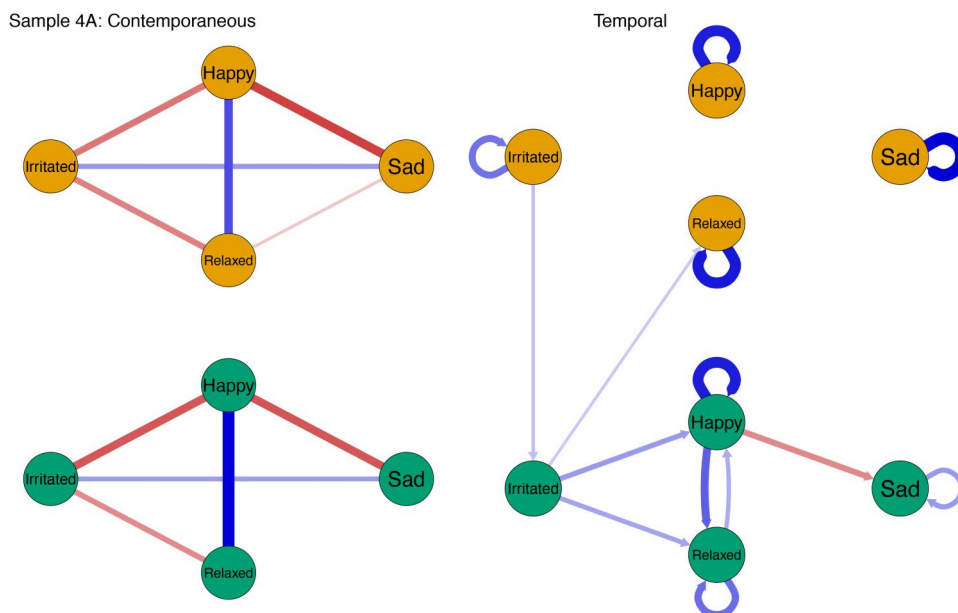 Sample 4A: Contemporaneous
Temporal
Happy
Irritated
Sad
Relaxed
Happy
Irritated
Sad
Relaxed
Happy
Irritated
Sad
Relaxed
Happy
Irritated
Sad
Relaxed